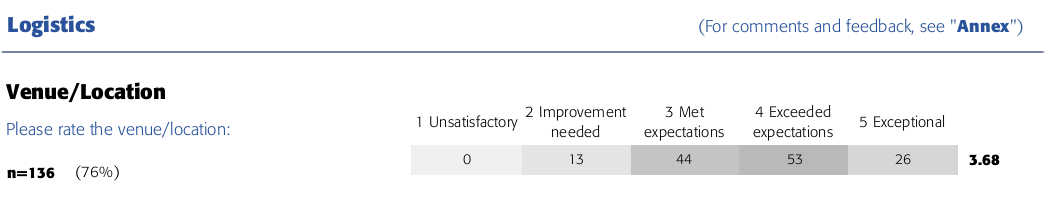 Logistics (For comments and feedback, see "Annex")
Venue/Location
Please rate the venue/location:
1 Unsatisfactory 2 Improvement needed 3 Met expectations 4 Exceeded expectations 5 Exceptional
0 13 44 53 26 3.68
n=136 (76%)